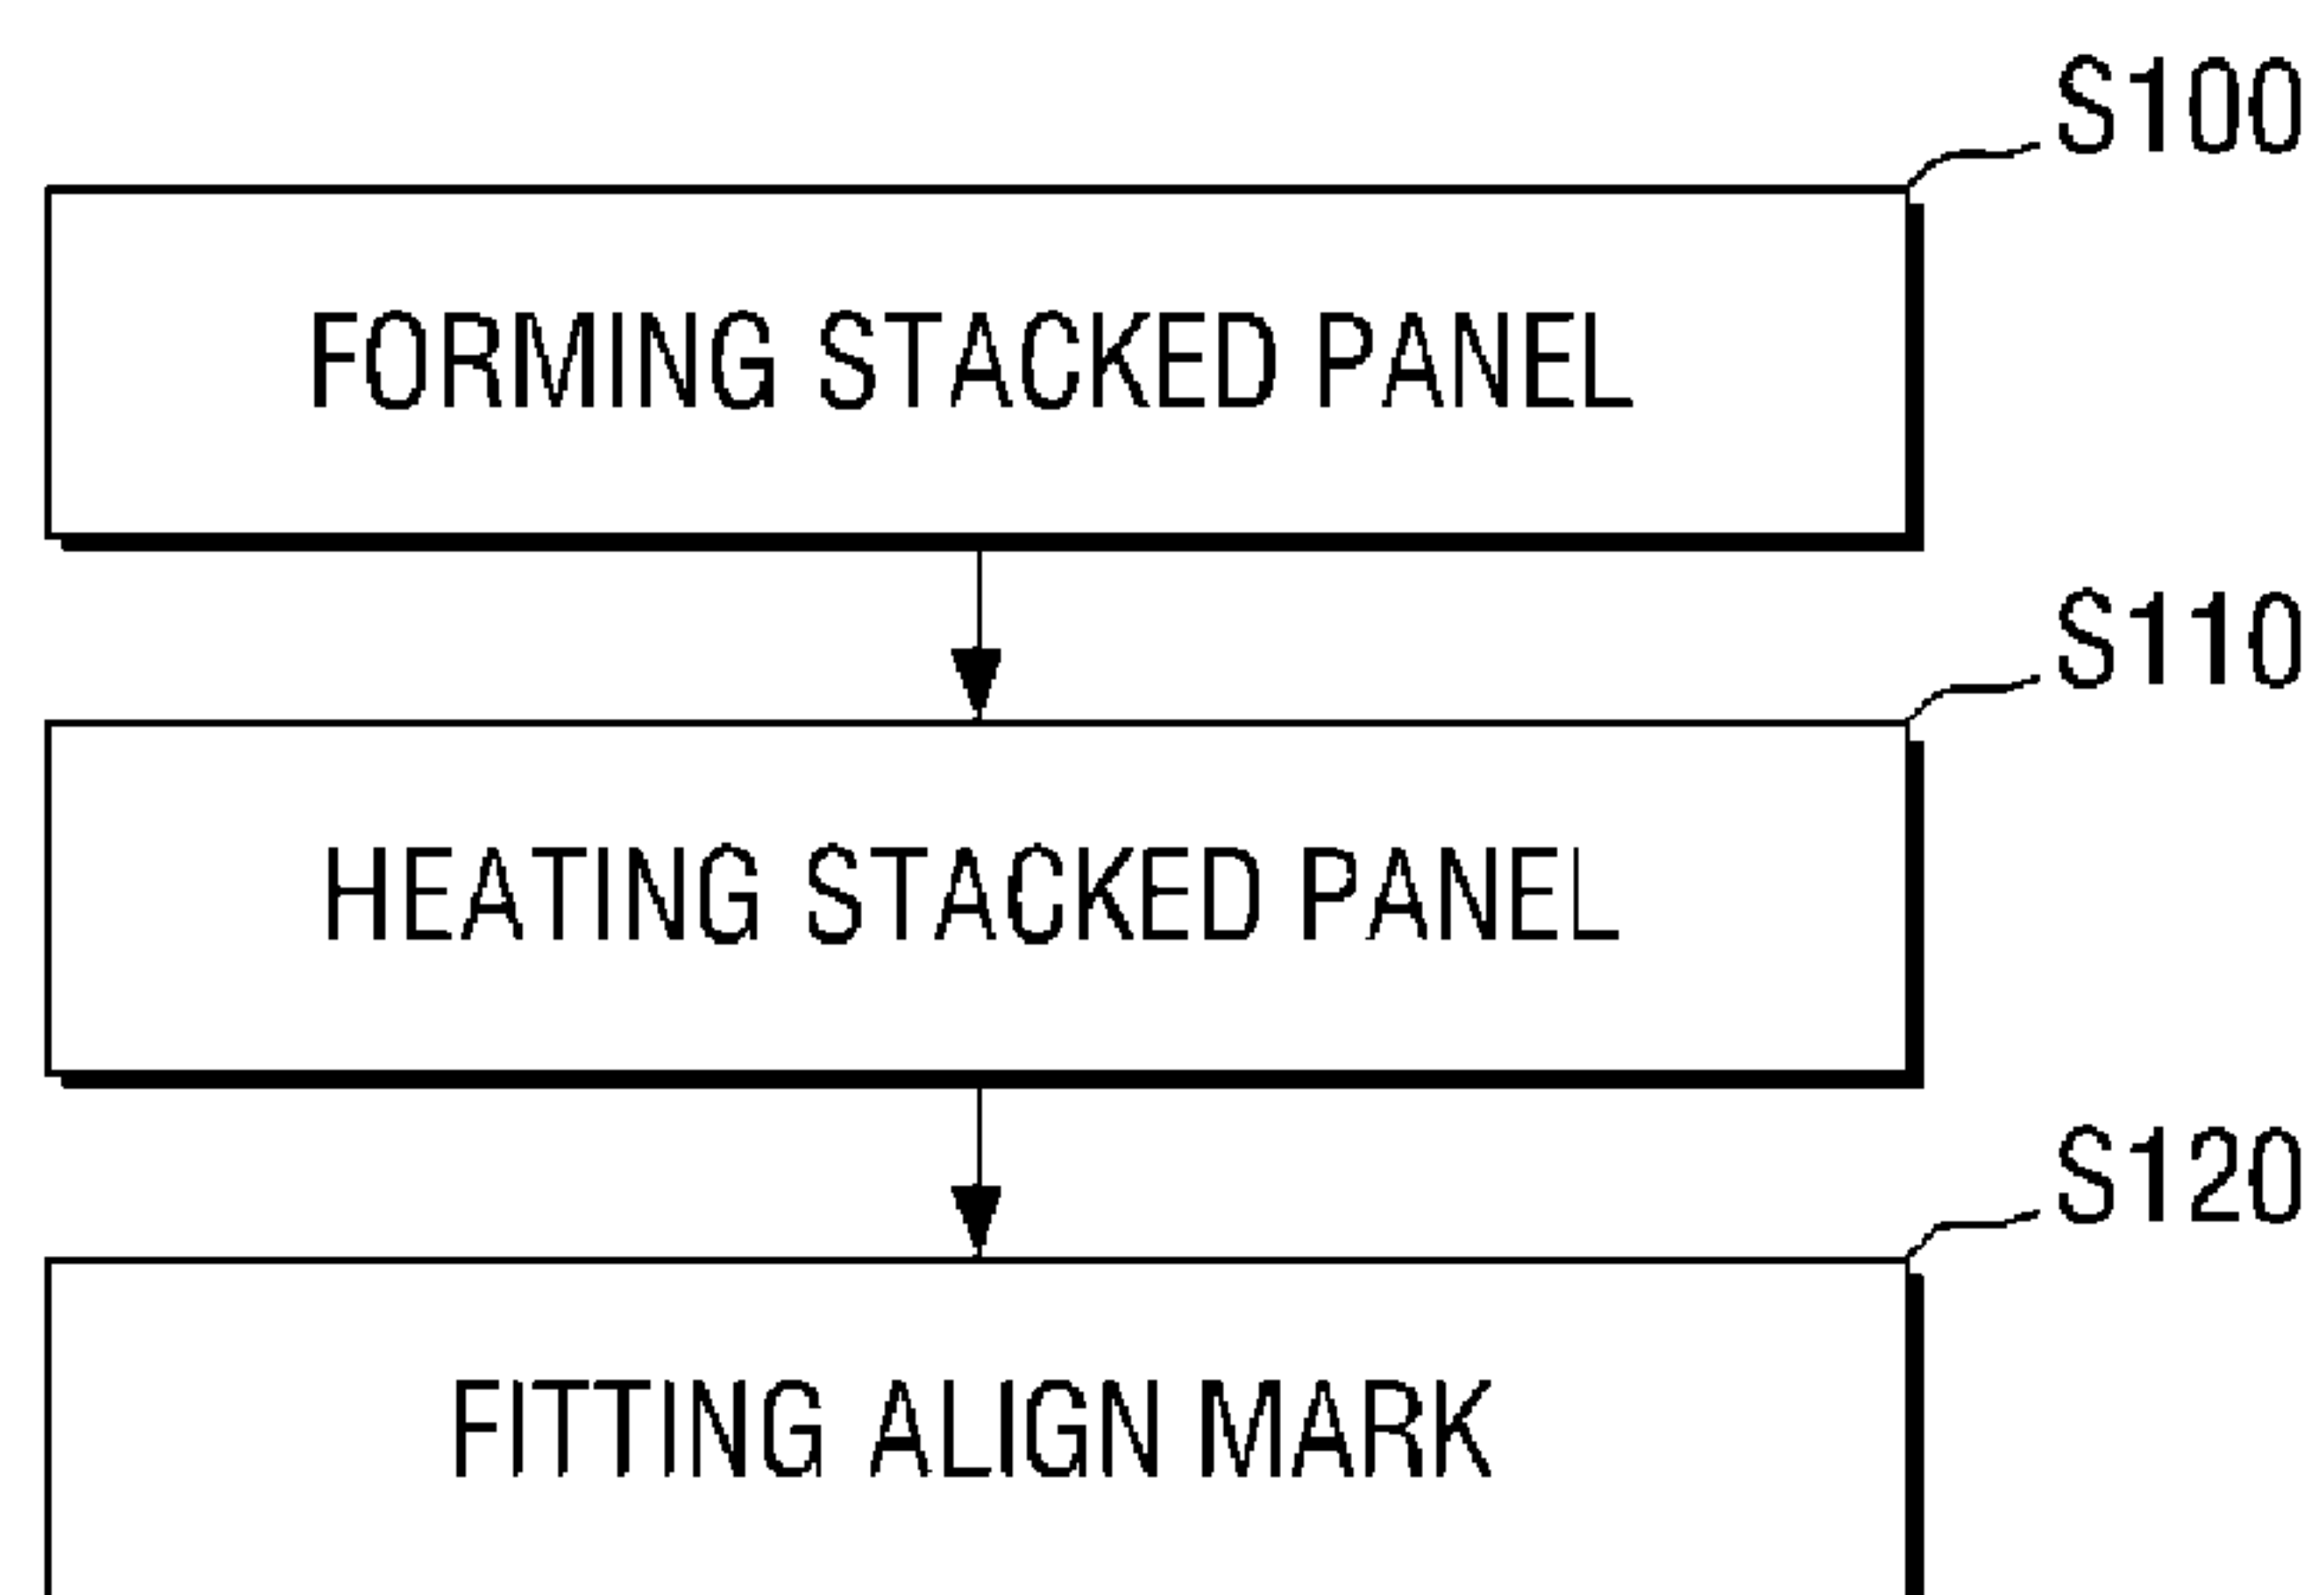 S100
FORMING STACKED PANEL
S110
HEATING STACKED PANEL
S120
FITTING ALIGN MARK